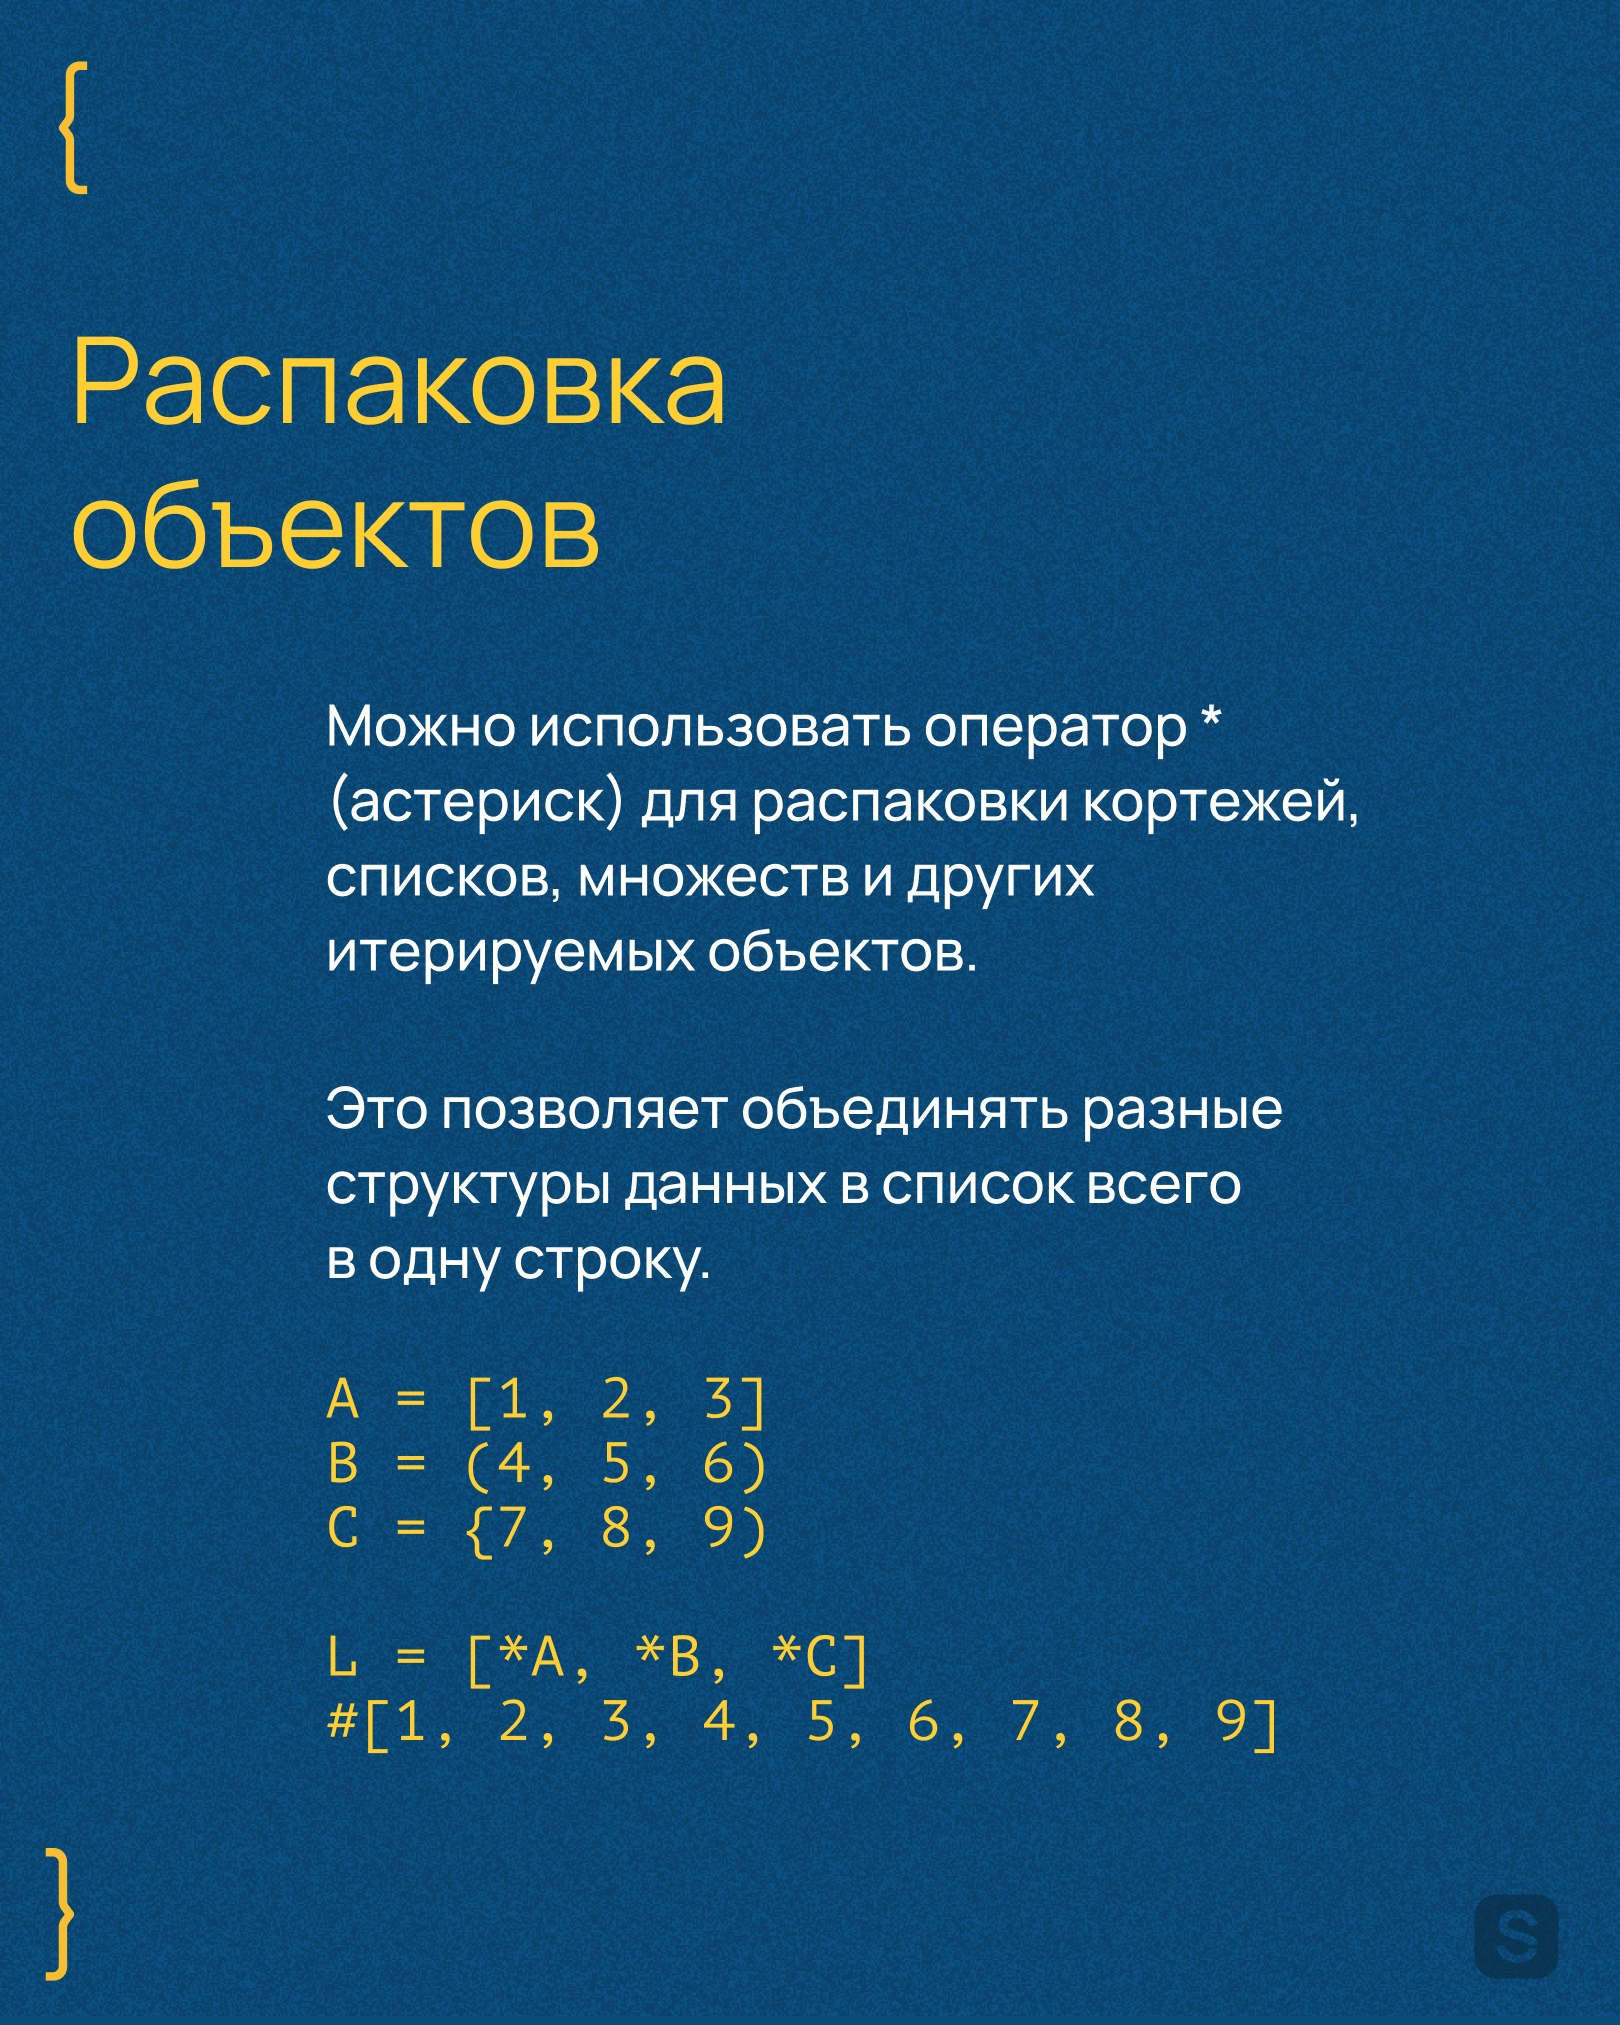 {
Распаковка
объектов
Можно использовать оператор *
(астериск) для распаковки кортежей,
списков, множеств и других
итерируемых объектов.
Это позволяет объединять разные
структуры данных в список всего
в одну строку.
A = [1, 2, 3]
B = (4, 5, 6)
C = {7, 8, 9)
L = [*A, *B, *C]
#[1, 2, 3, 4, 5, 6, 7, 8, 9]
}
S